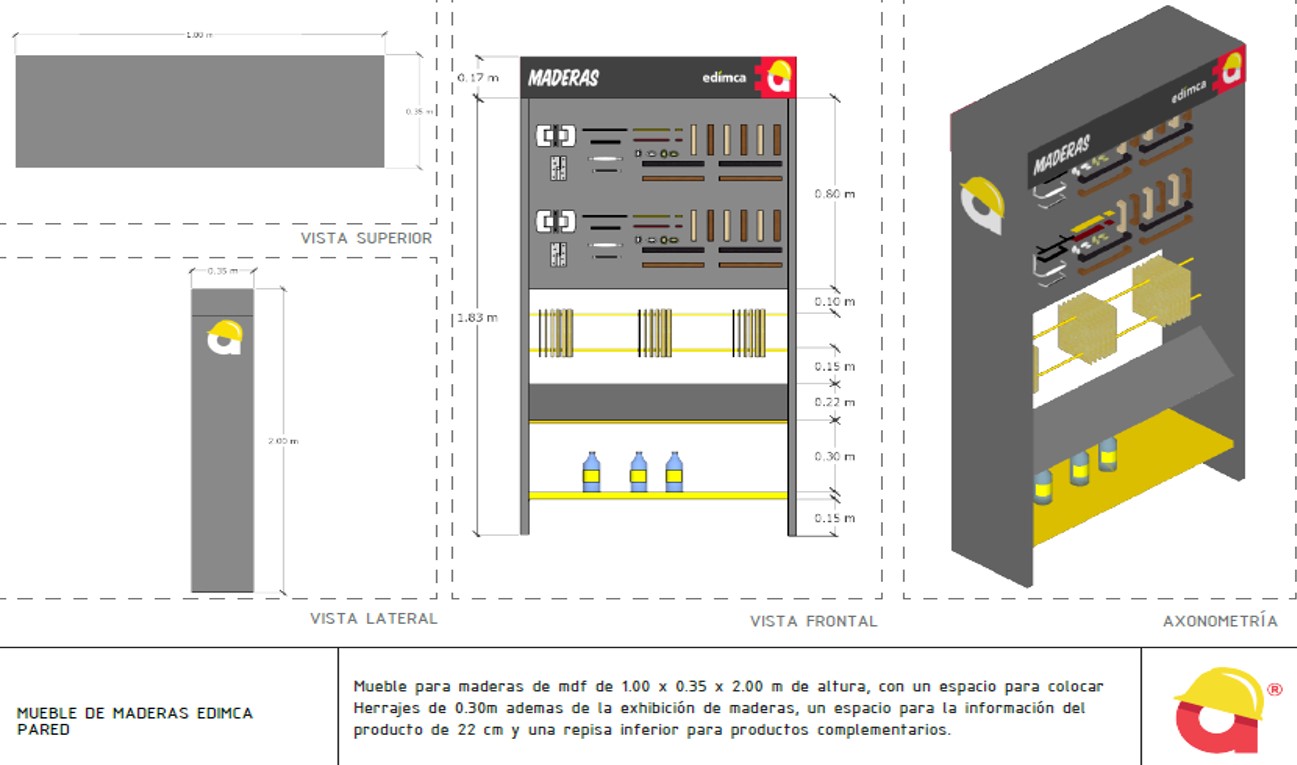 1.00 m
0.35 m
VISTA SUPERIOR
0.35 m
2.00 m
VISTA LATERAL
0.17 m
MADERAS
edimca
0.80 m
0.10 m
1.83 m
0.15 m
0.22 m
0.30 m
0.15 m
VISTA FRONTAL
MADERAS
edimca
AXONOMETRÍA
MUEBLE DE MADERAS EDIMCA
PARED
Mueble para maderas de mdf de 1.00 x 0.35 x 2.00 m de altura, con un espacio para colocar
Herrajes de 0.30m ademas de la exhibición de maderas, un espacio para la información del
producto de 22 cm y una repisa inferior para productos complementarios.
®